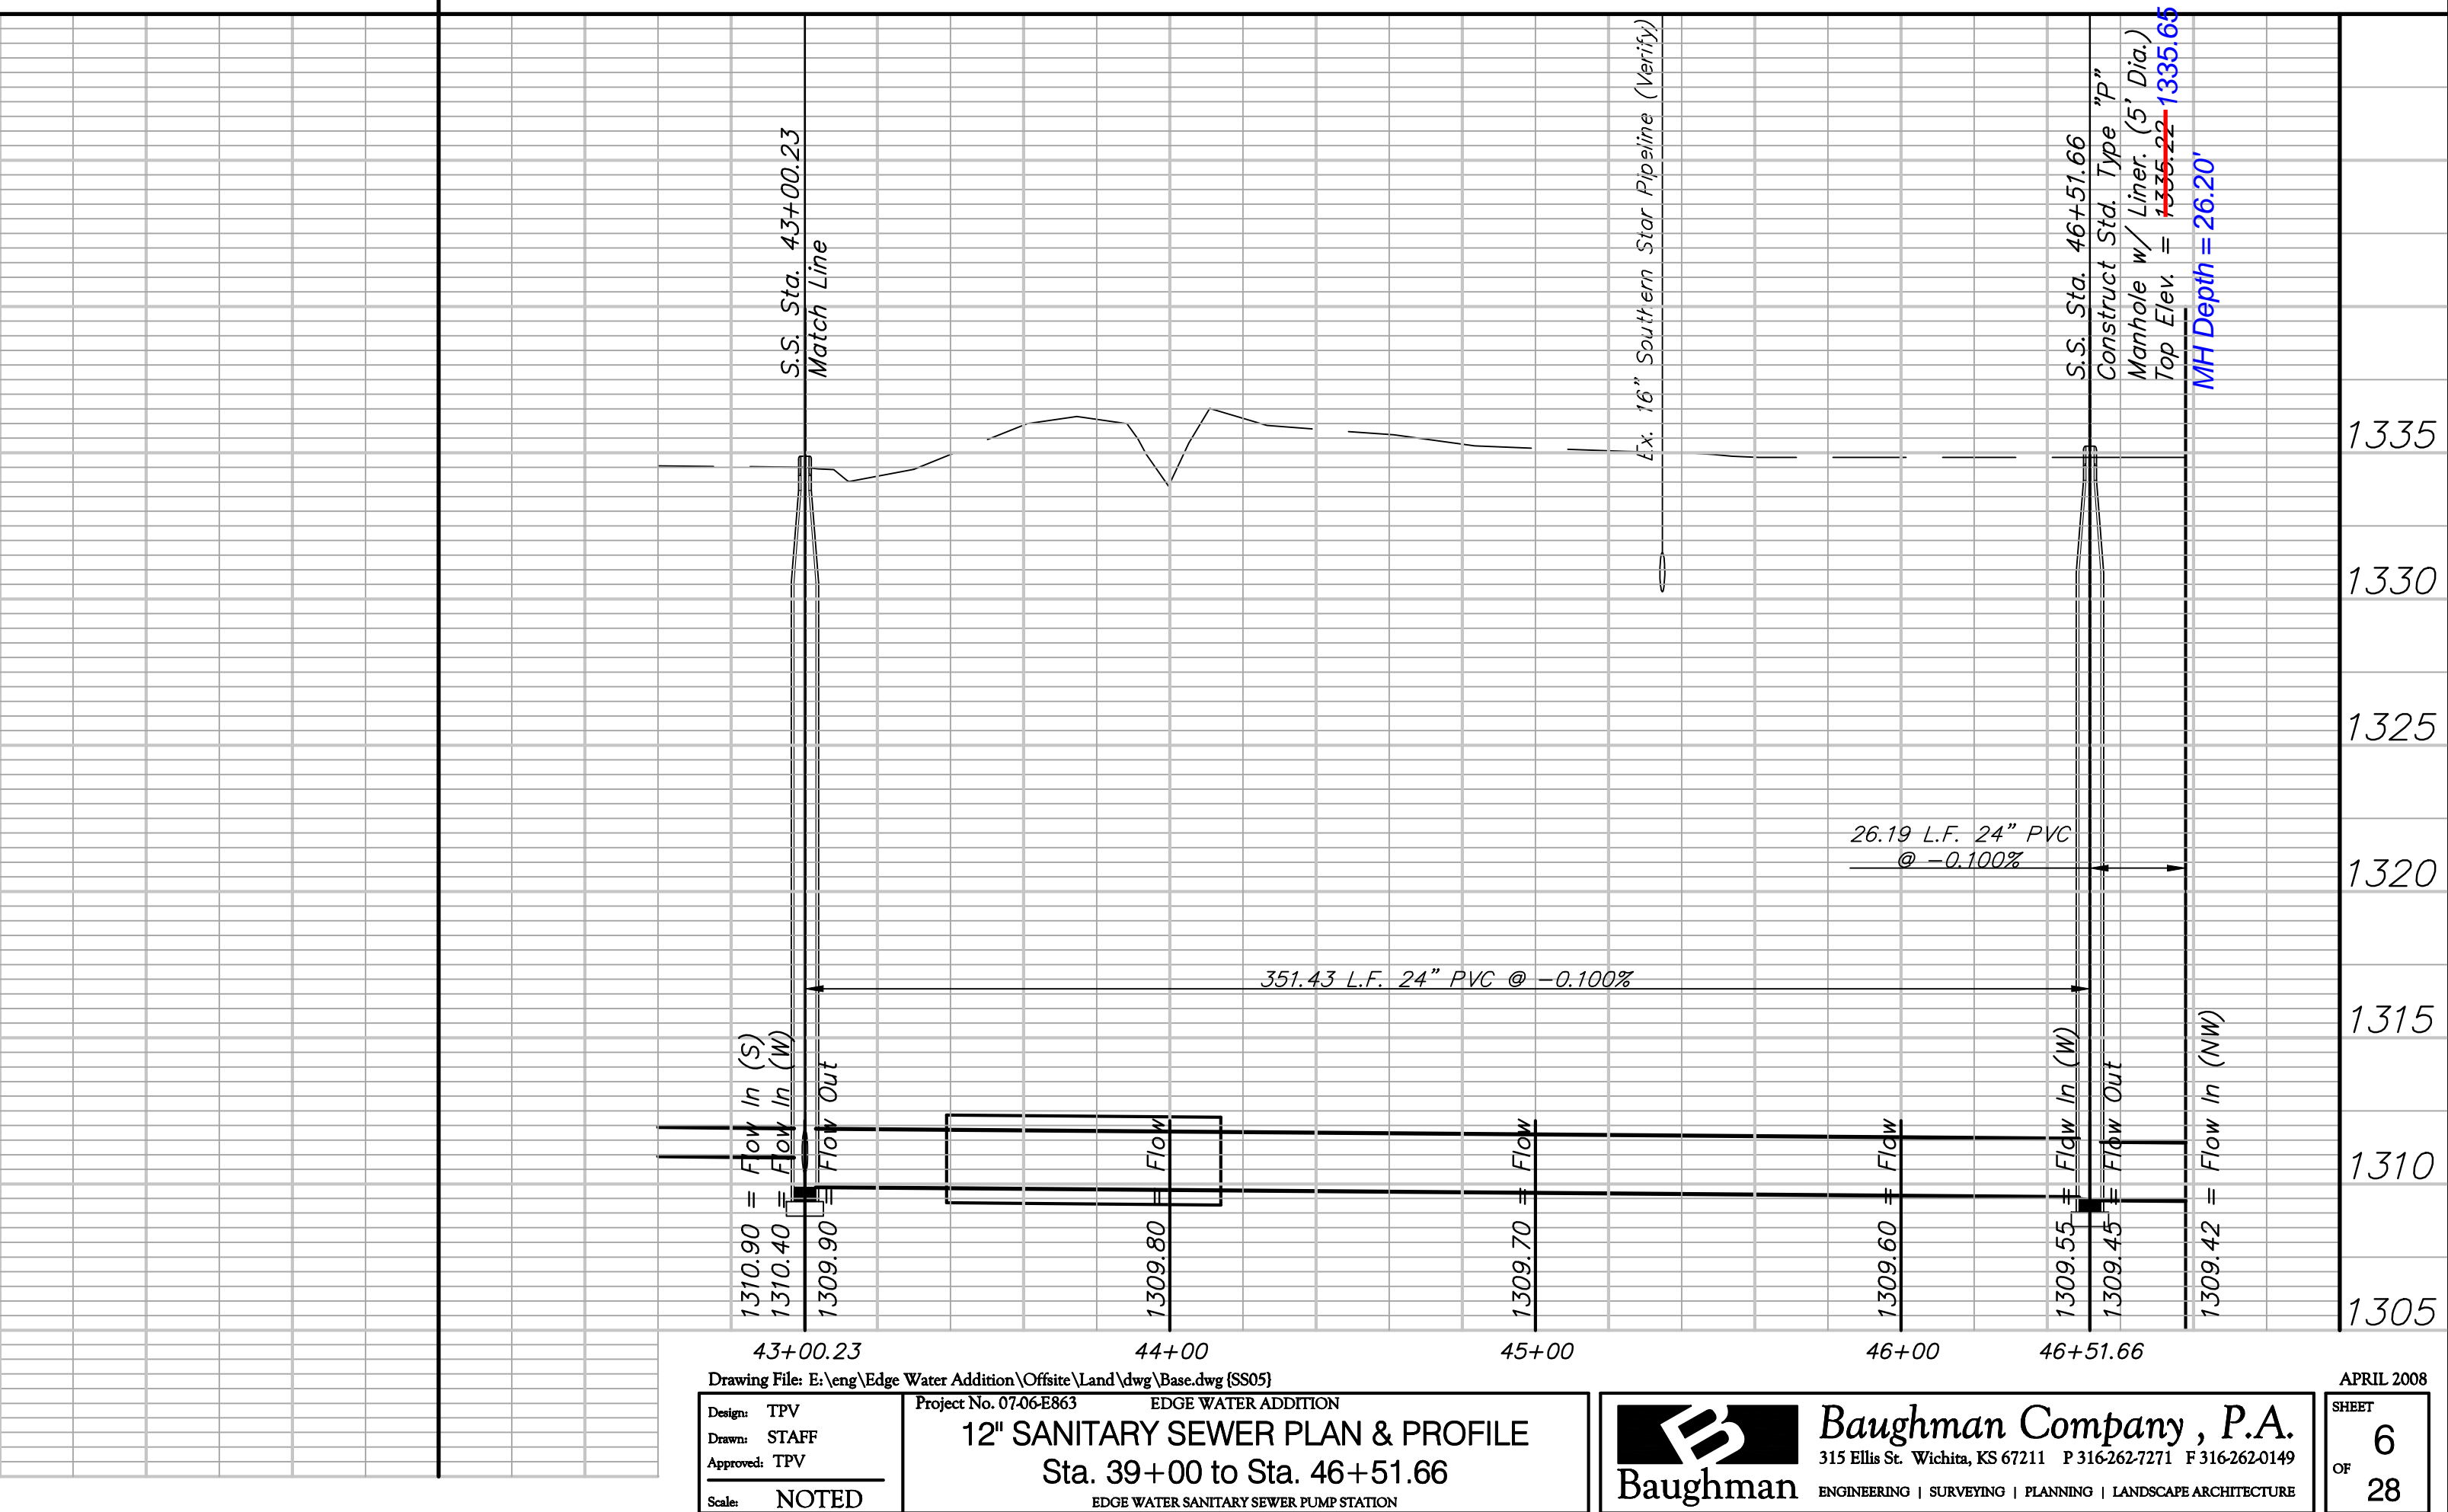 S.S. Sta. 43+00.23
Match Line
Ex. 16" Southern Star Pipeline (Verify)
S.S. Sta. 46+51.66
Construct Std. Type "P"
Manhole w/ Liner. (5' Dia.)
Top Elev. = 1335.22 1335.65
MH Depth = 26.20'
1335
1330
1325
1320
1315
1310
1305
26.19 L.F. 24" PVC
@ -0.100%
351.43 L.F. 24" PVC @ -0.100%
1310.90 = Flow In (S)
1310.40 = Flow In (W)
1309.90 = Flow Out
1309.80 = Flow
1309.70 = Flow
1309.60 = Flow
1309.55 = Flow In (W)
1309.45 = Flow Out
1309.42 = Flow In (NW)
43+00.23
44+00
45+00
46+00
46+51.66
Drawing File: E:\eng\Edge Water Addition\Offsite\Land\dwg\Base.dwg {SS05}
APRIL 2008
Design: TPV
Drawn: STAFF
Approved: TPV
Scale: NOTED
Project No. 07-06-E863
EDGE WATER ADDITION
12" SANITARY SEWER PLAN & PROFILE
Sta. 39+00 to Sta. 46+51.66
EDGE WATER SANITARY SEWER PUMP STATION
Baughman
Baughman Company, P.A.
315 Ellis St. Wichita, KS 67211 P 316-262-7271 F 316-262-0149
ENGINEERING | SURVEYING | PLANNING | LANDSCAPE ARCHITECTURE
SHEET
6
OF
28